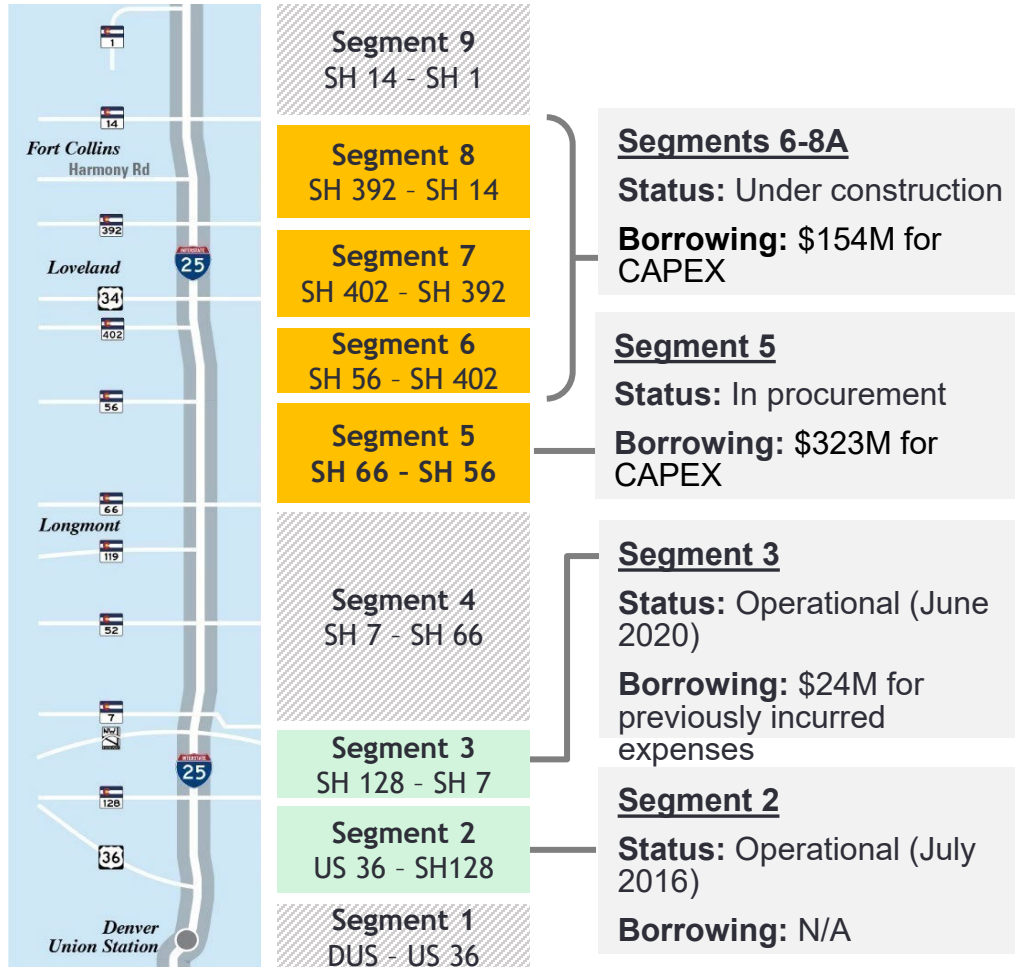 1
14
Fort Collins
Harmony Rd
392
Loveland
INTERSTATE
25
34
402
56
66
Longmont
119
52
7
INTERSTATE
25
128
36
Denver
Union Station
Segment 9
SH 14 - SH 1
Segment 8
SH 392 - SH 14
Segment 7
SH 402 - SH 392
Segment 6
SH 56 - SH 402
Segment 5
SH 66 - SH 56
Segment 4
SH 7 - SH 66
Segment 3
SH 128 - SH 7
Segment 2
US 36 - SH128
Segment 1
DUS - US 36
Segments 6-8A
Status: Under construction
Borrowing: $154M for
CAPEX
Segment 5
Status: In procurement
Borrowing: $323M for
CAPEX
Segment 3
Status: Operational (June
2020)
Borrowing: $24M for
previously incurred
expenses
Segment 2
Status: Operational (July
2016)
Borrowing: N/A